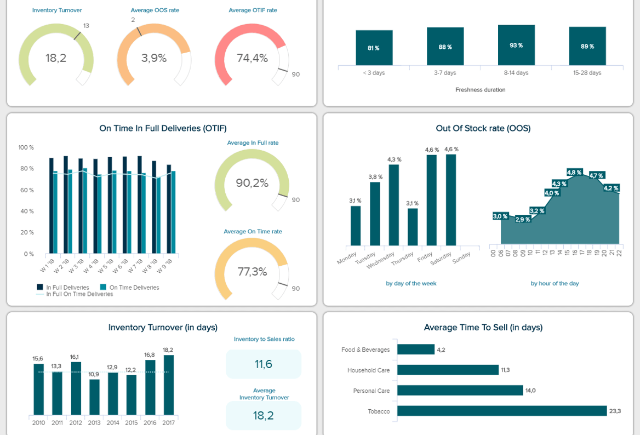 Inventory Turnover
Average OOS rate
Average OTIF rate
13
2
90
18,2
3,9%
74,4%
81 %
88 %
93 %
89 %
< 3 days
3-7 days
8-14 days
15-28 days
Freshness duration
On Time In Full Deliveries (OTIF)
100 %
80 %
60 %
40 %
20 %
0 %
W 1 '18
W 2 '18
W 3 '18
W 4 '18
W 5 '18
W 6 '18
W 7 '18
W 8 '18
W 9 '18
In Full Deliveries
On Time Deliveries
In Full On Time Deliveries
Average In Full rate
90,2%
90
Average On Time rate
77,3%
90
Out Of Stock rate (OOS)
3,1 %
3,8 %
4,3 %
3,1 %
4,6 %
4,6 %
Monday
Tuesday
Wednesday
Thursday
Friday
Saturday
Sunday
by day of the week
3,0 %
2,9 %
3,2 %
4,0 %
4,3 %
4,8 %
4,7 %
4,2 %
00
06
07
08
09
10
11
12
13
14
15
16
17
18
19
20
21
22
by hour of the day
Inventory Turnover (in days)
15,6
13,3
16,1
10,9
12,9
12,2
16,8
18,2
2010
2011
2012
2013
2014
2015
2016
2017
Inventory to Sales ratio
11,6
Average
Inventory Turnover
18,2
Average Time To Sell (in days)
Food & Beverages
4,2
Household Care
11,3
Personal Care
14,0
Tobacco
23,3